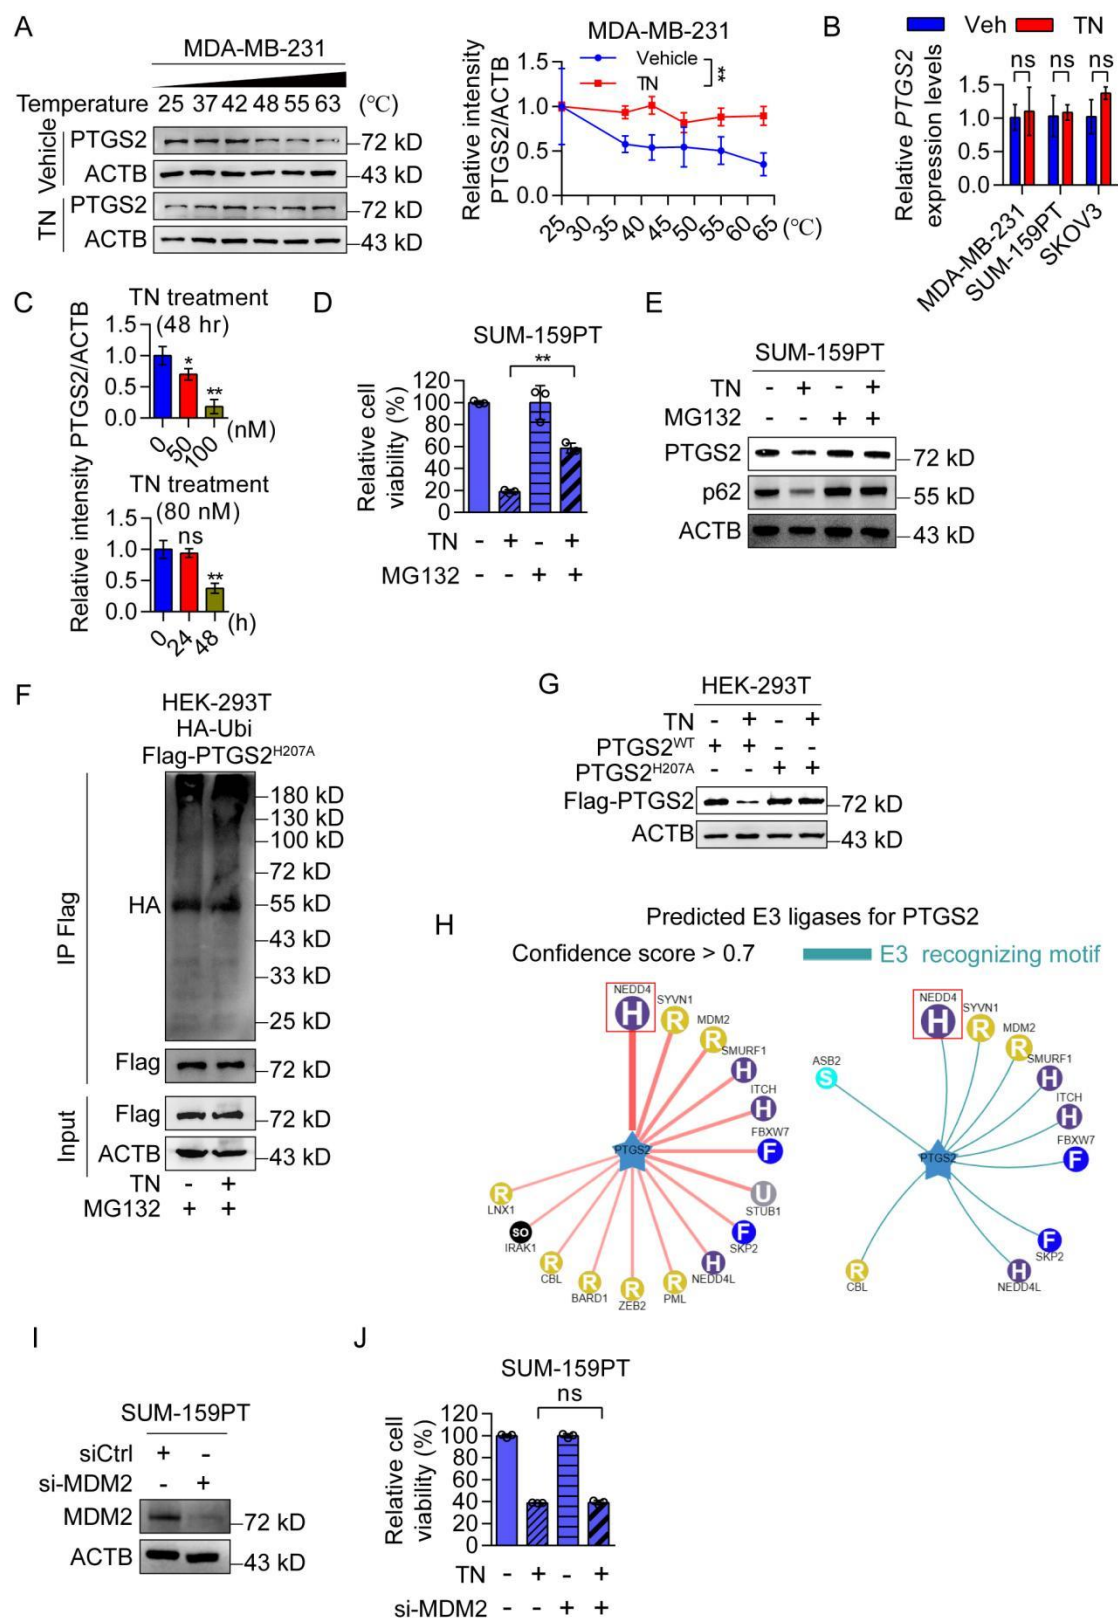 A
MDA-MB-231
Temperature 25 37 42 48 55 63 (℃)
Vehicle
PTGS2 72 kD
ACTB 43 kD
TN
PTGS2 72 kD
ACTB 43 kD
MDA-MB-231
Vehicle
TN
**
Relative intensity
PTGS2/ACTB
1.5
1.0
0.5
0.0
25 30 35 40 45 50 55 60 65 (℃)
B
Veh TN
ns ns ns
Relative PTGS2
expression levels
1.5
1.0
0.5
0.0
MDA-MB-231
SUM-159PT
SKOV3
C
Relative intensity PTGS2/ACTB
TN treatment
(48 hr)
1.5
1.0
0.5
0.0
*
**
0 50 100 (nM)
TN treatment
(80 nM)
1.5
1.0
0.5
0.0
ns
**
0 24 48 (h)
D
SUM-159PT
**
Relative cell
viability (%)
120
100
80
60
40
20
0
TN - + - +
MG132 - - + +
E
SUM-159PT
TN - + - +
MG132 - - + +
PTGS2 72 kD
p62 55 kD
ACTB 43 kD
F
HEK-293T
HA-Ubi
Flag-PTGS2H207A
IP Flag
HA
180 kD
130 kD
100 kD
72 kD
55 kD
43 kD
33 kD
25 kD
Flag 72 kD
Input
Flag 72 kD
ACTB 43 kD
TN - +
MG132 + +
G
HEK-293T
TN - + - +
PTGS2WT + + - -
PTGS2H207A - - + +
Flag-PTGS2 72 kD
ACTB 43 kD
H
Predicted E3 ligases for PTGS2
Confidence score > 0.7
NEDD4
H
SYVN1
R
MDM2
R
SMURF1
H
ITCH
H
FBXW7
F
U
STUB1
F
SKP2
H
NEDD4L
R
PML
R
ZEB2
R
BARD1
R
CBL
SO
IRAK1
R
LNX1
PTGS2
E3 recognizing motif
NEDD4
H
SYVN1
R
MDM2
R
SMURF1
H
ITCH
H
FBXW7
F
F
SKP2
H
NEDD4L
R
CBL
ASB2
S
PTGS2
I
SUM-159PT
siCtrl + -
si-MDM2 - +
MDM2 72 kD
ACTB 43 kD
J
SUM-159PT
ns
Relative cell
viability (%)
120
100
80
60
40
20
0
TN - + - +
si-MDM2 - - + +